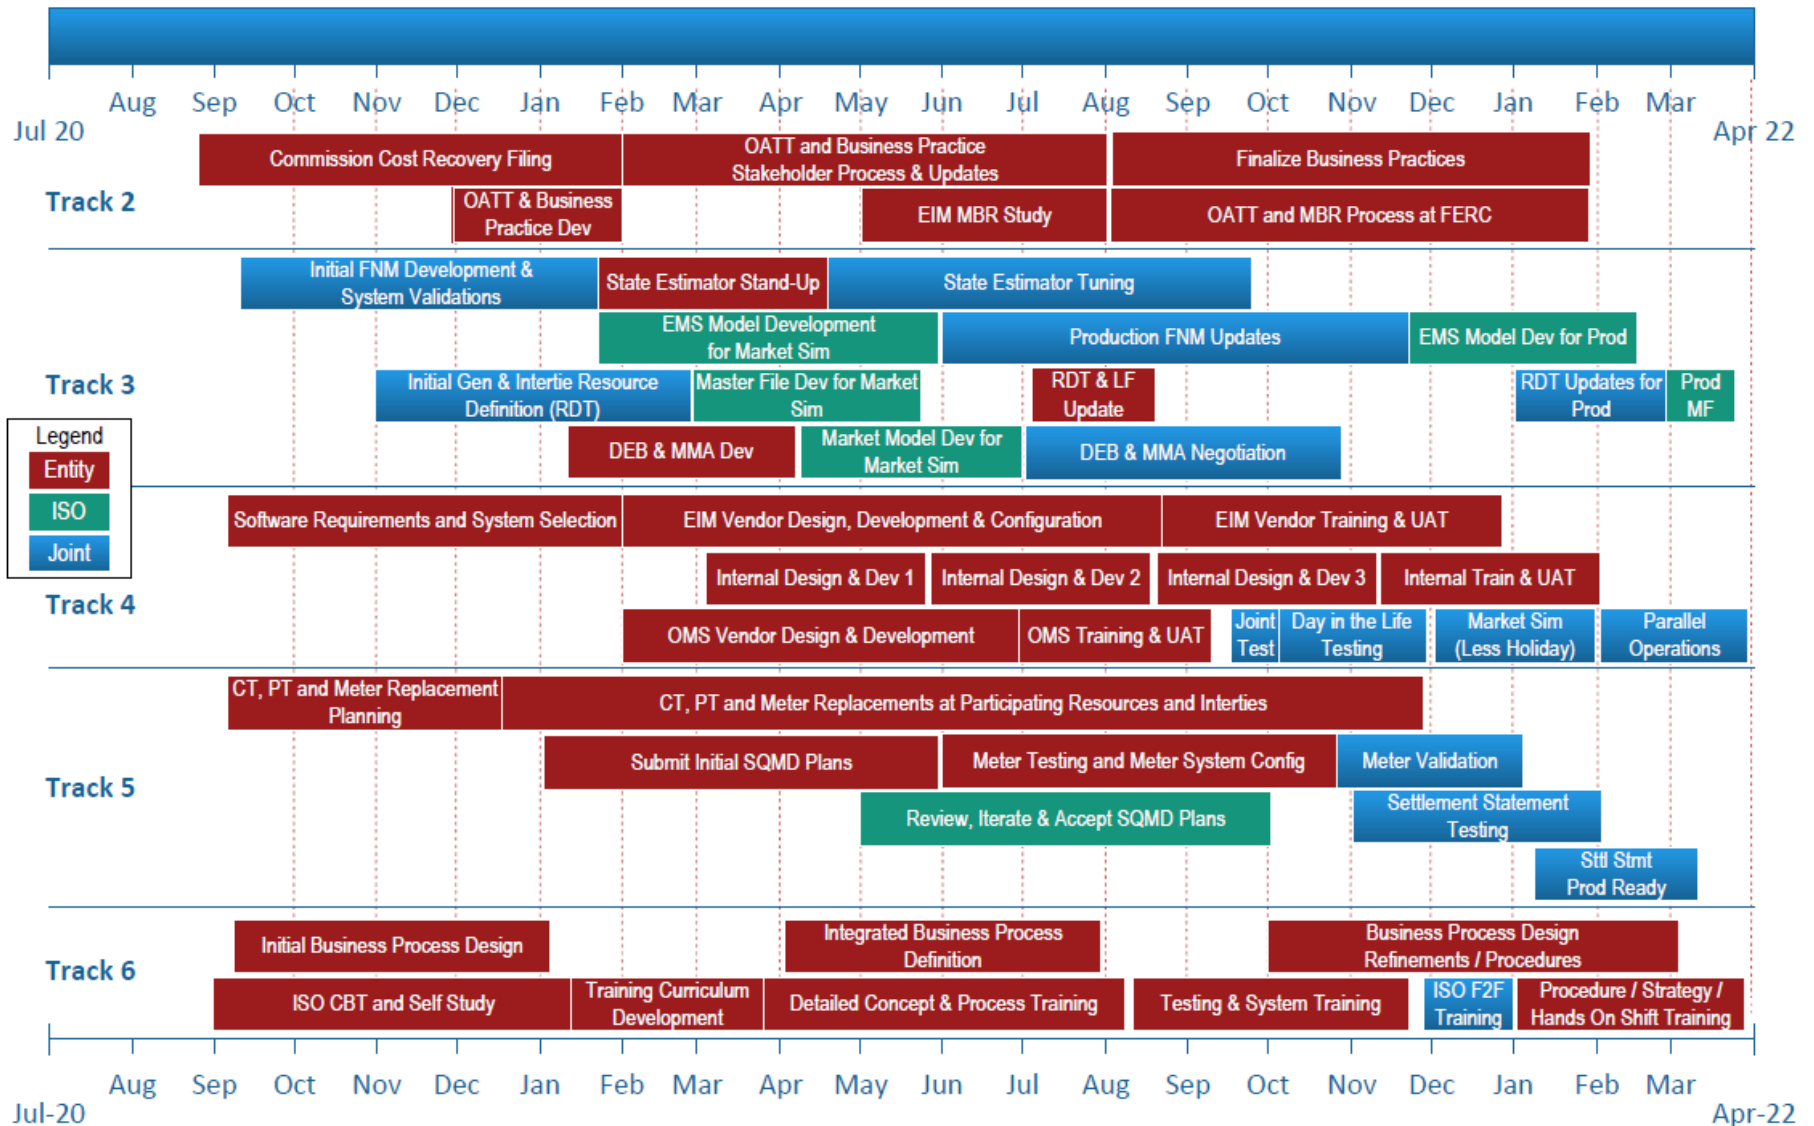 Aug Sep Oct Nov Dec Jan Feb Mar Apr May Jun Jul Aug Sep Oct Nov Dec Jan Feb Mar
Jul 20
Apr 22
Track 2
Commission Cost Recovery Filing
OATT and Business Practice
Stakeholder Process & Updates
Finalize Business Practices
OATT & Business
Practice Dev
EIM MBR Study
OATT and MBR Process at FERC
Track 3
Initial FNM Development &
System Validations
State Estimator Stand-Up
State Estimator Tuning
EMS Model Development
for Market Sim
Production FNM Updates
EMS Model Dev for Prod
Initial Gen & Intertie Resource
Definition (RDT)
Master File Dev for Market
Sim
RDT & LF
Update
RDT Updates for
Prod
Prod
MF
DEB & MMA Dev
Market Model Dev for
Market Sim
DEB & MMA Negotiation
Legend
Entity
ISO
Joint
Track 4
Software Requirements and System Selection
EIM Vendor Design, Development & Configuration
EIM Vendor Training & UAT
Internal Design & Dev 1
Internal Design & Dev 2
Internal Design & Dev 3
Internal Train & UAT
OMS Vendor Design & Development
OMS Training & UAT
Joint
Test
Day in the Life
Testing
Market Sim
(Less Holiday)
Parallel
Operations
Track 5
CT, PT and Meter Replacement
Planning
CT, PT and Meter Replacements at Participating Resources and Interties
Submit Initial SQMD Plans
Meter Testing and Meter System Config
Meter Validation
Review, Iterate & Accept SQMD Plans
Settlement Statement
Testing
Sttl Stmt
Prod Ready
Track 6
Initial Business Process Design
Integrated Business Process
Definition
Business Process Design
Refinements / Procedures
ISO CBT and Self Study
Training Curriculum
Development
Detailed Concept & Process Training
Testing & System Training
ISO F2F
Training
Procedure / Strategy /
Hands On Shift Training
Aug Sep Oct Nov Dec Jan Feb Mar Apr May Jun Jul Aug Sep Oct Nov Dec Jan Feb Mar
Jul-20
Apr-22